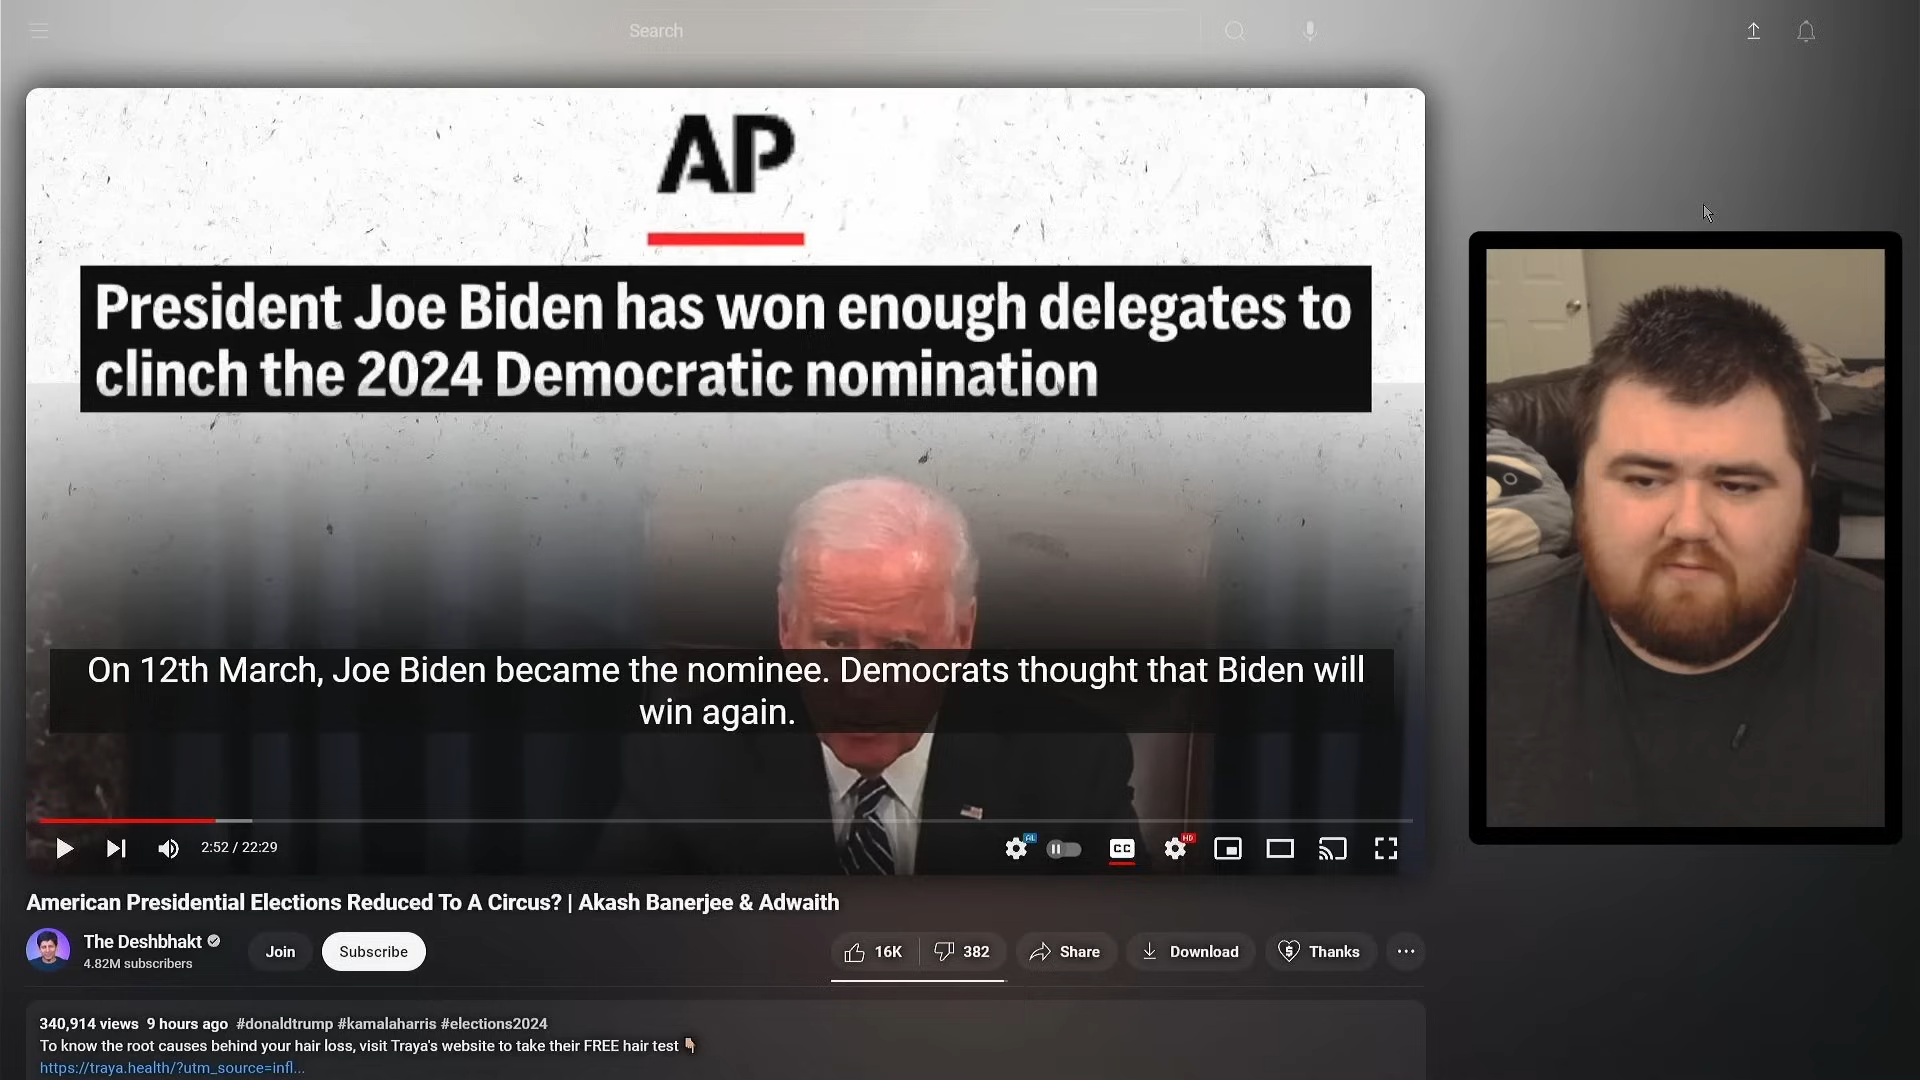 Search
AP
President Joe Biden has won enough delegates to
clinch the 2024 Democratic nomination
On 12th March, Joe Biden became the nominee. Democrats thought that Biden will
win again.
2:52 / 22:29
AL
CC
HD
American Presidential Elections Reduced To A Circus? | Akash Banerjee & Adwaith
The Deshbhakt
4.82M subscribers
Join
Subscribe
16K
382
Share
Download
Thanks
340,914 views 9 hours ago #donaldtrump #kamalaharris #elections2024
To know the root causes behind your hair loss, visit Traya's website to take their FREE hair test
https://traya.health/?utm_source=infl...